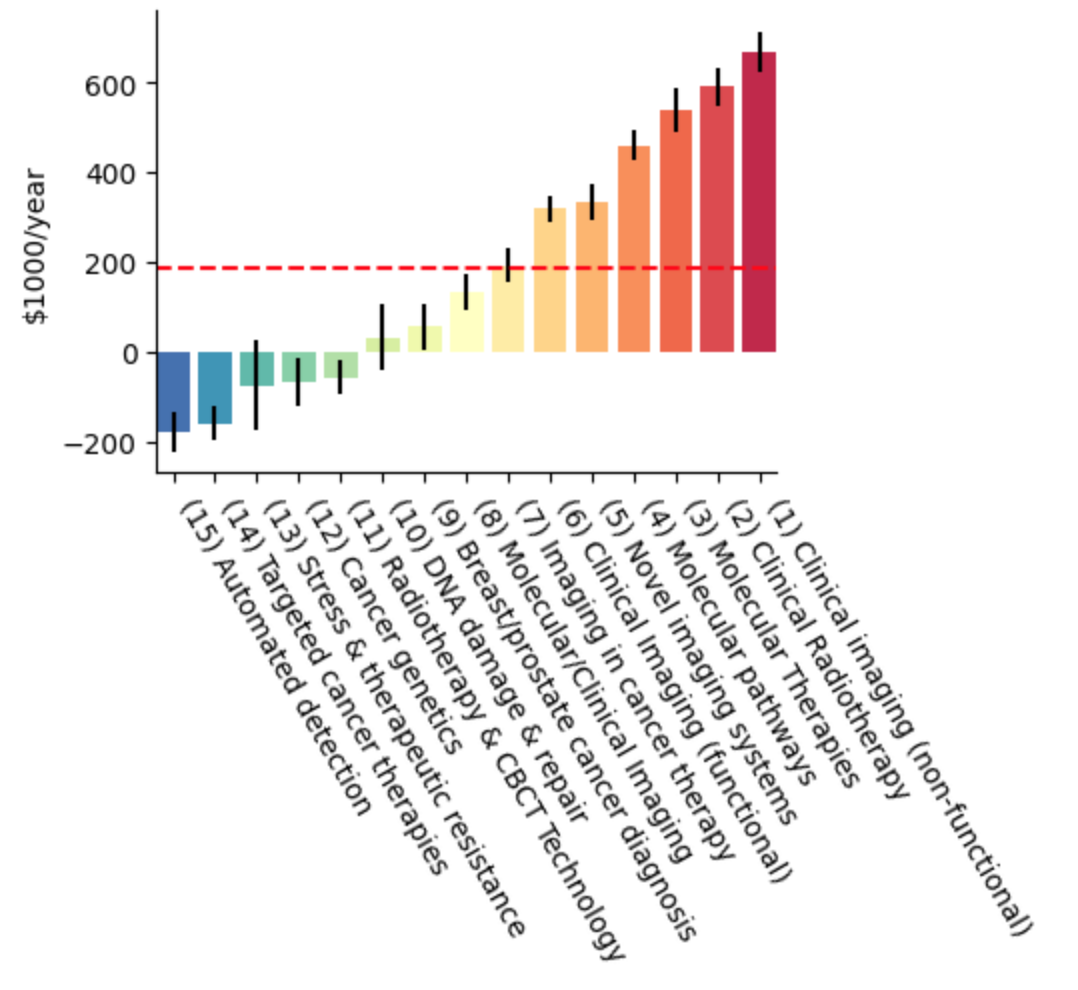 $1000/year
600
400
200
0
−200
(15) Automated detection
(14) Targeted cancer therapies
(13) Stress & therapeutic resistance
(12) Cancer genetics
(11) Radiotherapy & CBCT Technology
(10) DNA damage & repair
(9) Breast/prostate cancer diagnosis
(8) Molecular/Clinical Imaging
(7) Imaging in cancer therapy
(6) Clinical Imaging (functional)
(5) Novel imaging systems
(4) Molecular pathways
(3) Molecular Therapies
(2) Clinical Radiotherapy
(1) Clinical imaging (non-functional)